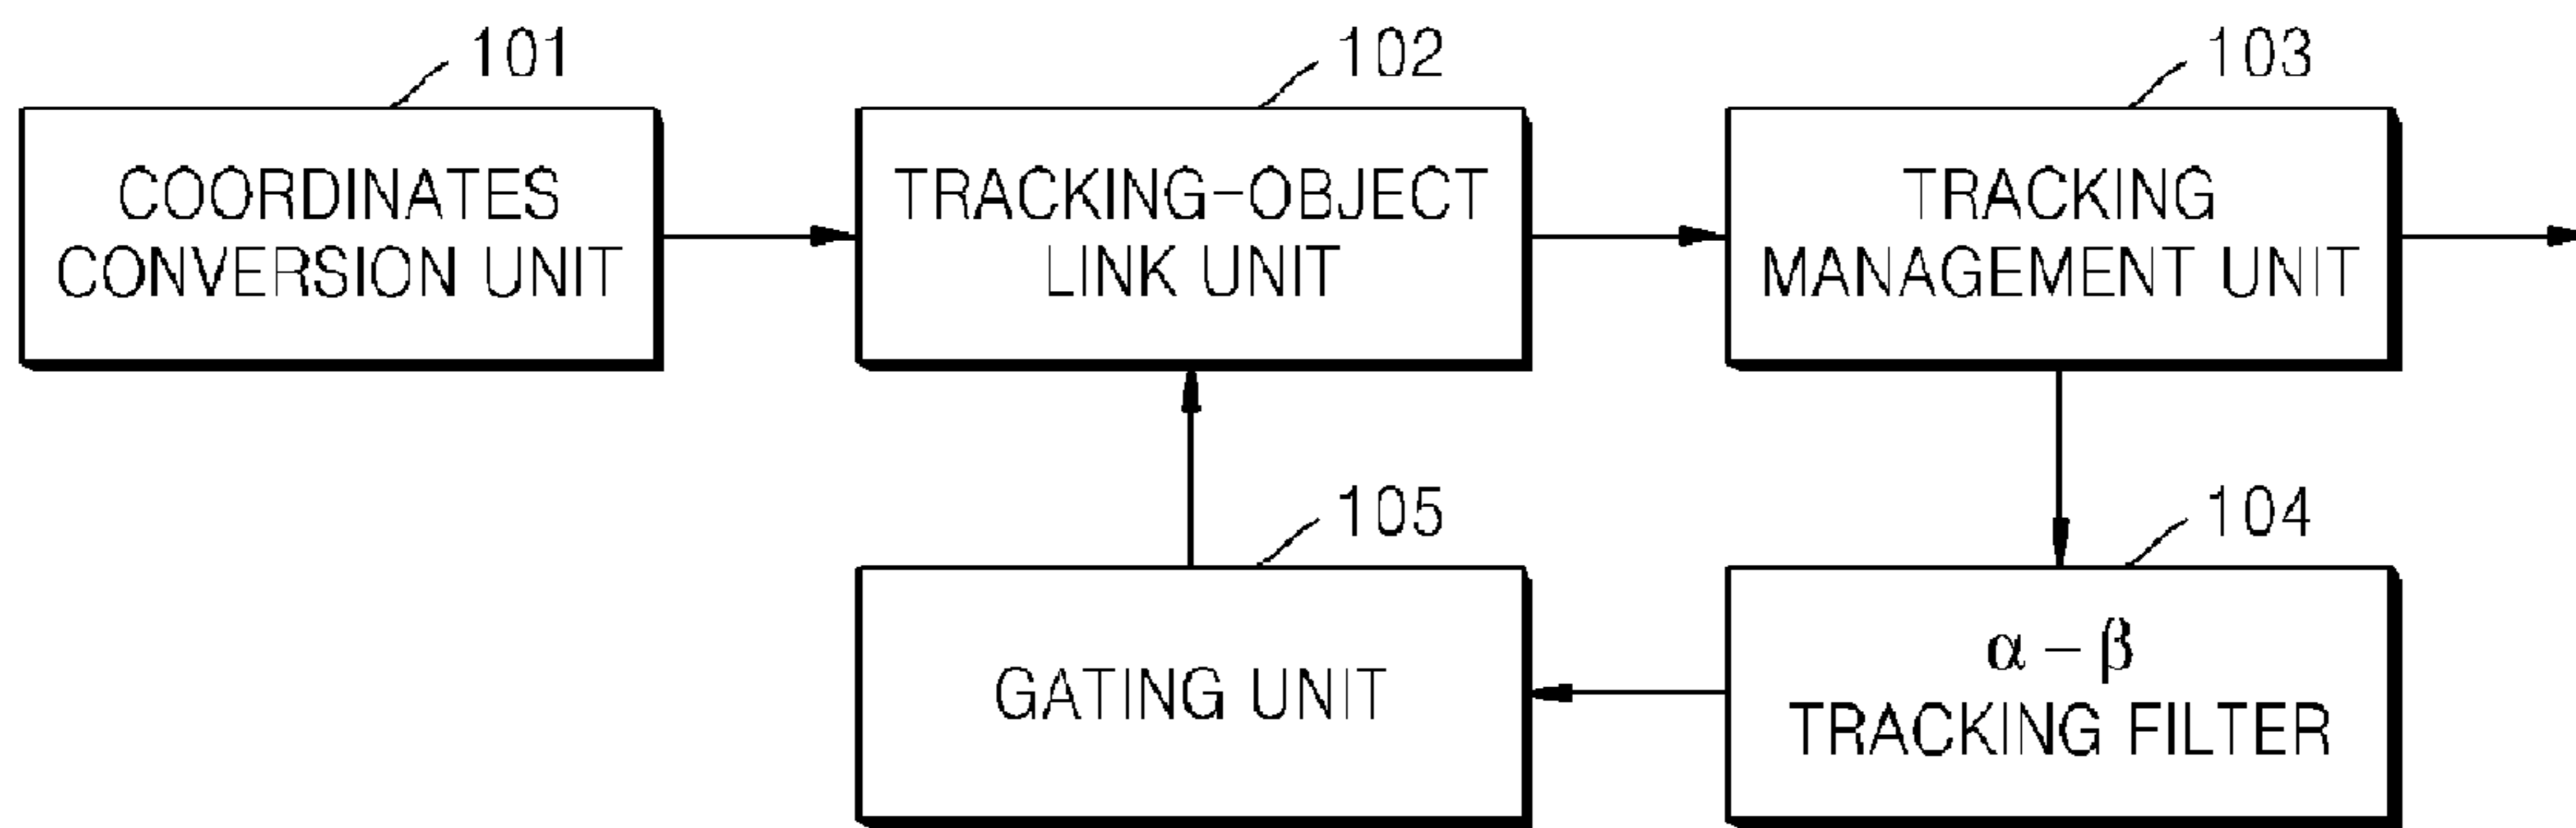 101
102
103
COORDINATES
CONVERSION UNIT
TRACKING-OBJECT
LINK UNIT
TRACKING
MANAGEMENT UNIT
105
104
GATING UNIT
α – β
TRACKING FILTER